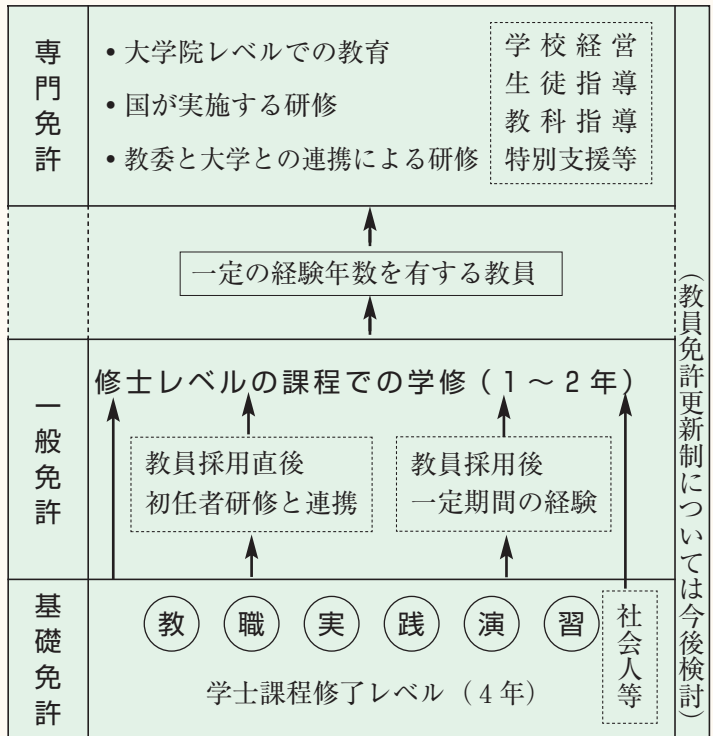 専門免許
• 大学院レベルでの教育
• 国が実施する研修
• 教委と大学との連携による研修
学校経営
生徒指導
教科指導
特別支援等
一定の経験年数を有する教員
一般免許
修士レベルの課程での学修（1～2年）
教員採用直後
初任者研修と連携
教員採用後
一定期間の経験
基礎免許
教職実践演習
学士課程修了レベル（4年）
社会人等
（教員免許更新制については今後検討）